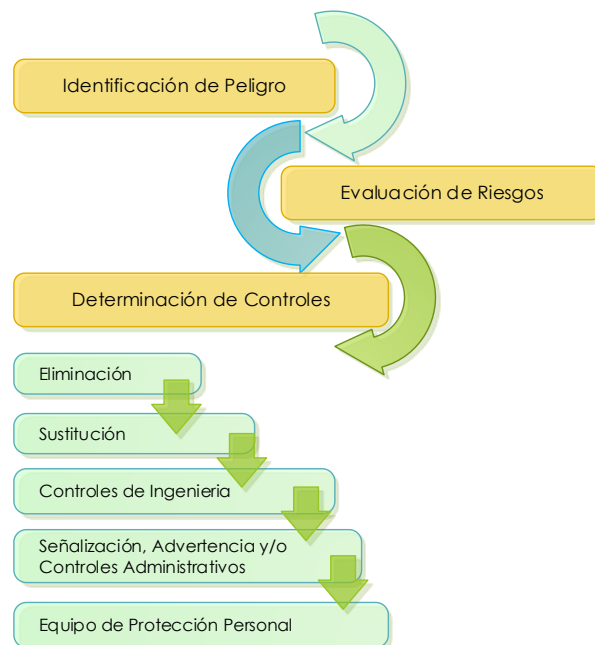 Identificación de Peligro
Evaluación de Riesgos
Determinación de Controles
Eliminación
Sustitución
Controles de Ingenieria
Señalización, Advertencia y/o
Controles Administrativos
Equipo de Protección Personal